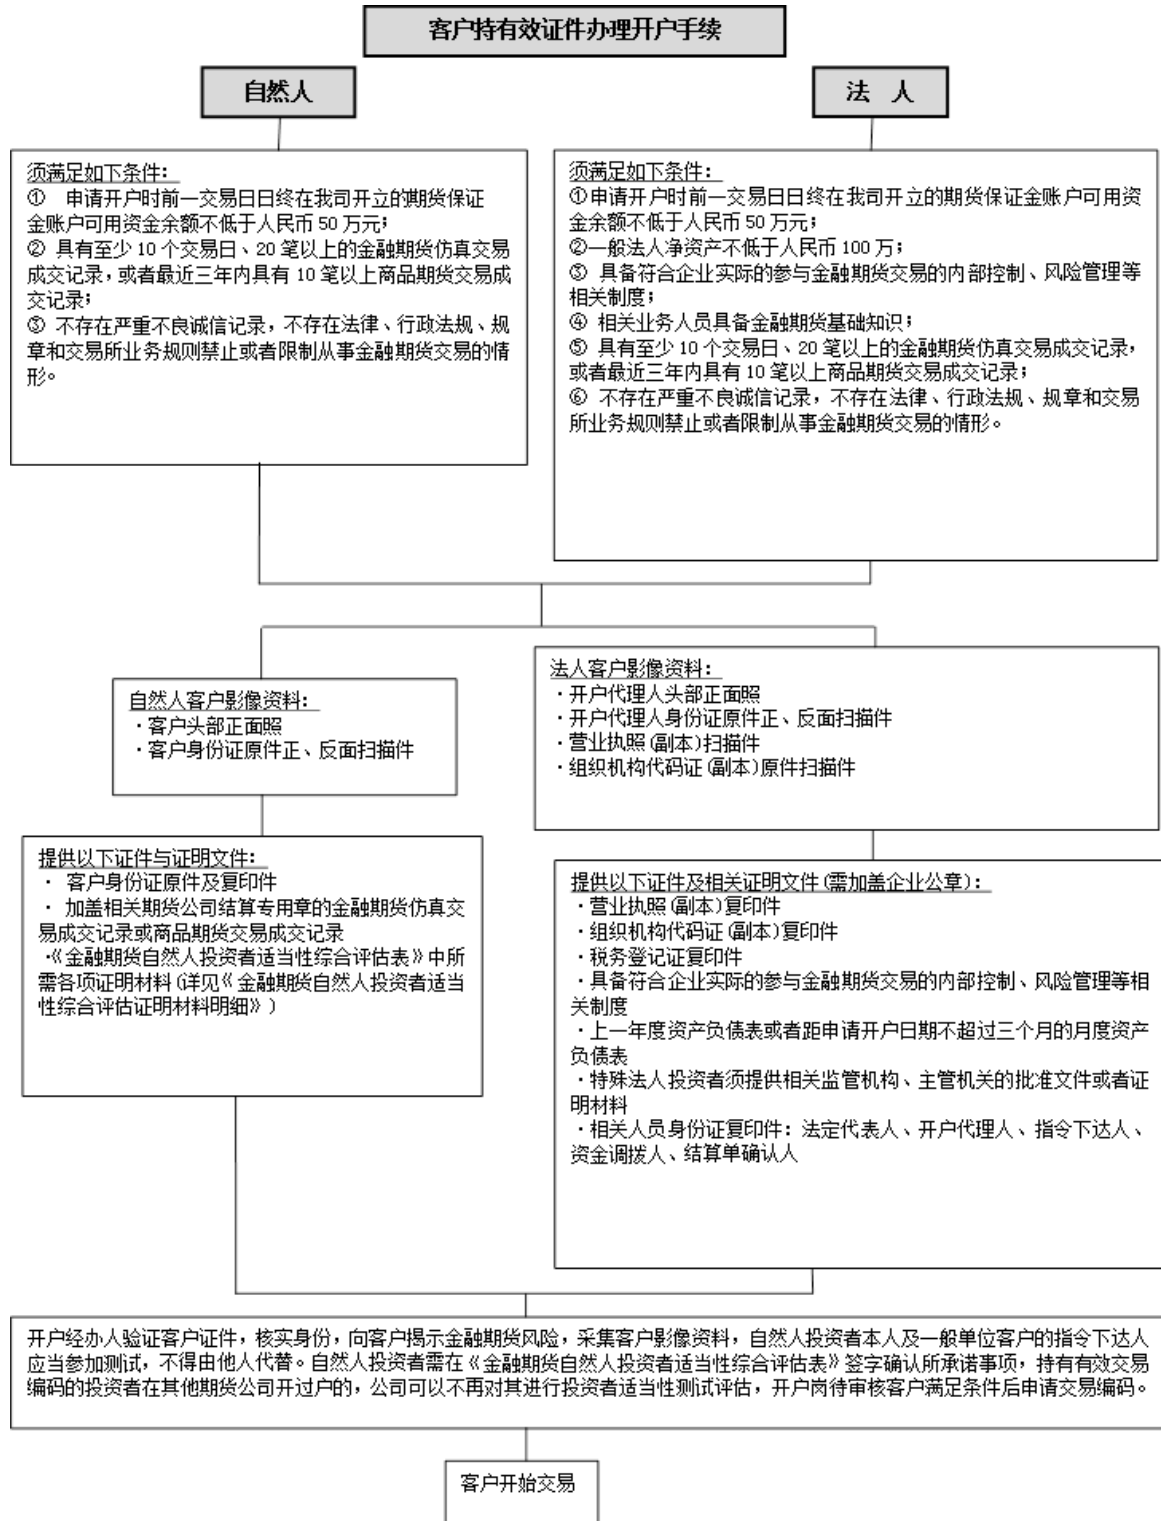 客户持有效证件办理开户手续
自然人
法 人
须满足如下条件：
① 申请开户时前一交易日日终在我司开立的期货保证
金账户可用资金余额不低于人民币 50 万元；
② 具有至少 10 个交易日、20 笔以上的金融期货仿真交易
成交记录，或者最近三年内具有 10 笔以上商品期货交易成
交记录；
③ 不存在严重不良诚信记录，不存在法律、行政法规、规
章和交易所业务规则禁止或者限制从事金融期货交易的情
形。
须满足如下条件：
①申请开户时前一交易日日终在我司开立的期货保证金账户可用资
金余额不低于人民币 50 万元；
②一般法人净资产不低于人民币 100 万；
③ 具备符合企业实际的参与金融期货交易的内部控制、风险管理等
相关制度；
④ 相关业务人员具备金融期货基础知识；
⑤ 具有至少 10 个交易日、20 笔以上的金融期货仿真交易成交记录，
或者最近三年内具有 10 笔以上商品期货交易成交记录；
⑥ 不存在严重不良诚信记录，不存在法律、行政法规、规章和交易
所业务规则禁止或者限制从事金融期货交易的情形。
自然人客户影像资料：
·客户头部正面照
·客户身份证原件正、反面扫描件
法人客户影像资料：
·开户代理人头部正面照
·开户代理人身份证原件正、反面扫描件
·营业执照(副本)扫描件
·组织机构代码证(副本)原件扫描件
提供以下证件与证明文件：
· 客户身份证原件及复印件
· 加盖相关期货公司结算专用章的金融期货仿真交
易成交记录或商品期货交易成交记录
·《金融期货自然人投资者适当性综合评估表》中所
需各项证明材料(详见《金融期货自然人投资者适当
性综合评估证明材料明细》)
提供以下证件及相关证明文件(需加盖企业公章)：
·营业执照(副本)复印件
·组织机构代码证(副本)复印件
·税务登记证复印件
·具备符合企业实际的参与金融期货交易的内部控制、风险管理等相
关制度
·上一年度资产负债表或者距申请开户日期不超过三个月的月度资产
负债表
·特殊法人投资者须提供相关监管机构、主管机关的批准文件或者证
明材料
·相关人员身份证复印件：法定代表人、开户代理人、指令下达人、
资金调拨人、结算单确认人
开户经办人验证客户证件，核实身份，向客户揭示金融期货风险，采集客户影像资料，自然人投资者本人及一般单位客户的指令下达人
应当参加测试，不得由他人代替。自然人投资者需在《金融期货自然人投资者适当性综合评估表》签字确认所承诺事项，持有有效交易
编码的投资者在其他期货公司开过户的，公司可以不再对其进行投资者适当性测试评估，开户岗待审核客户满足条件后申请交易编码。
客户开始交易